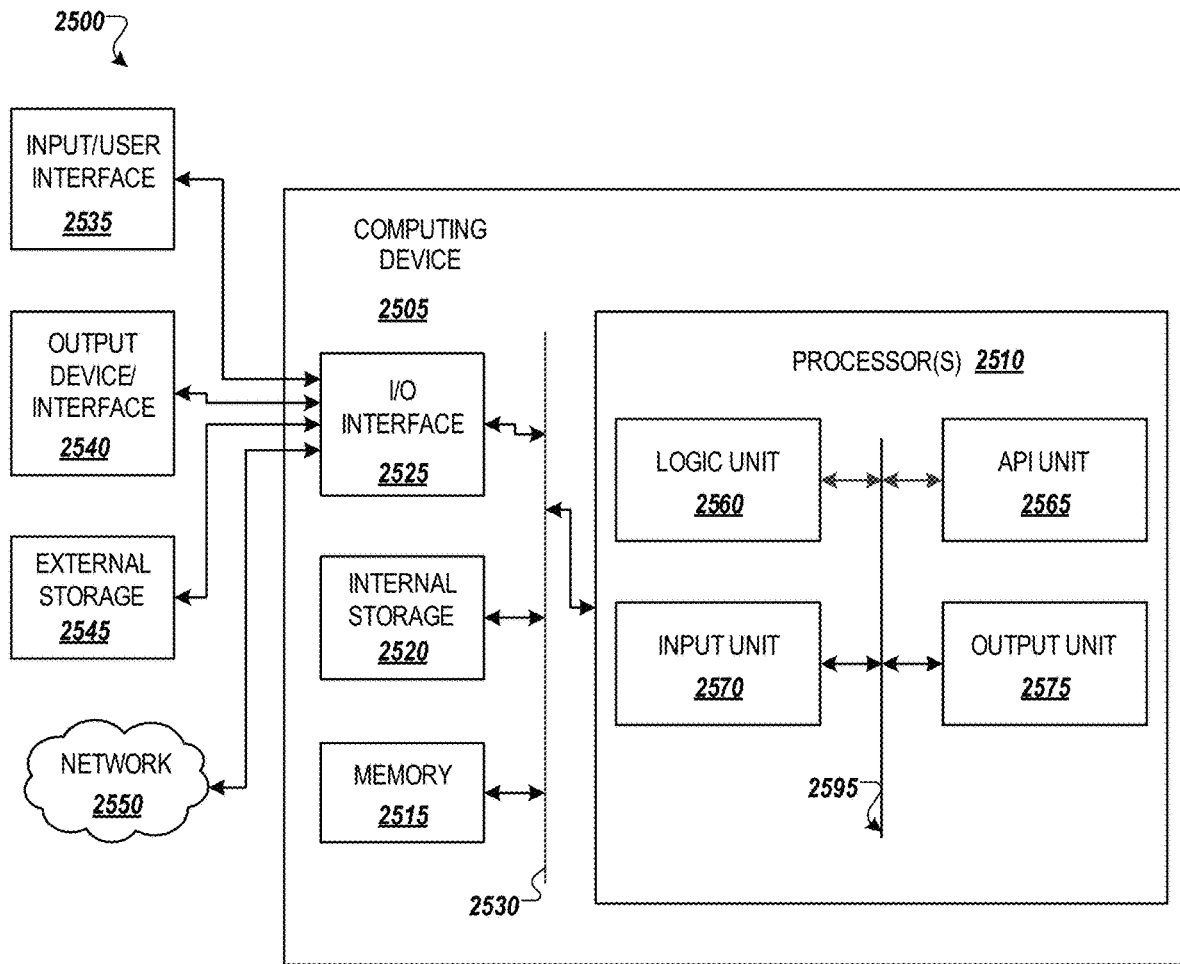 2500
INPUT/USER
INTERFACE
2535
OUTPUT
DEVICE/
INTERFACE
2540
EXTERNAL
STORAGE
2545
NETWORK
2550
COMPUTING
DEVICE
2505
I/O
INTERFACE
2525
INTERNAL
STORAGE
2520
MEMORY
2515
2530
PROCESSOR(S) 2510
LOGIC UNIT
2560
API UNIT
2565
INPUT UNIT
2570
OUTPUT UNIT
2575
2595